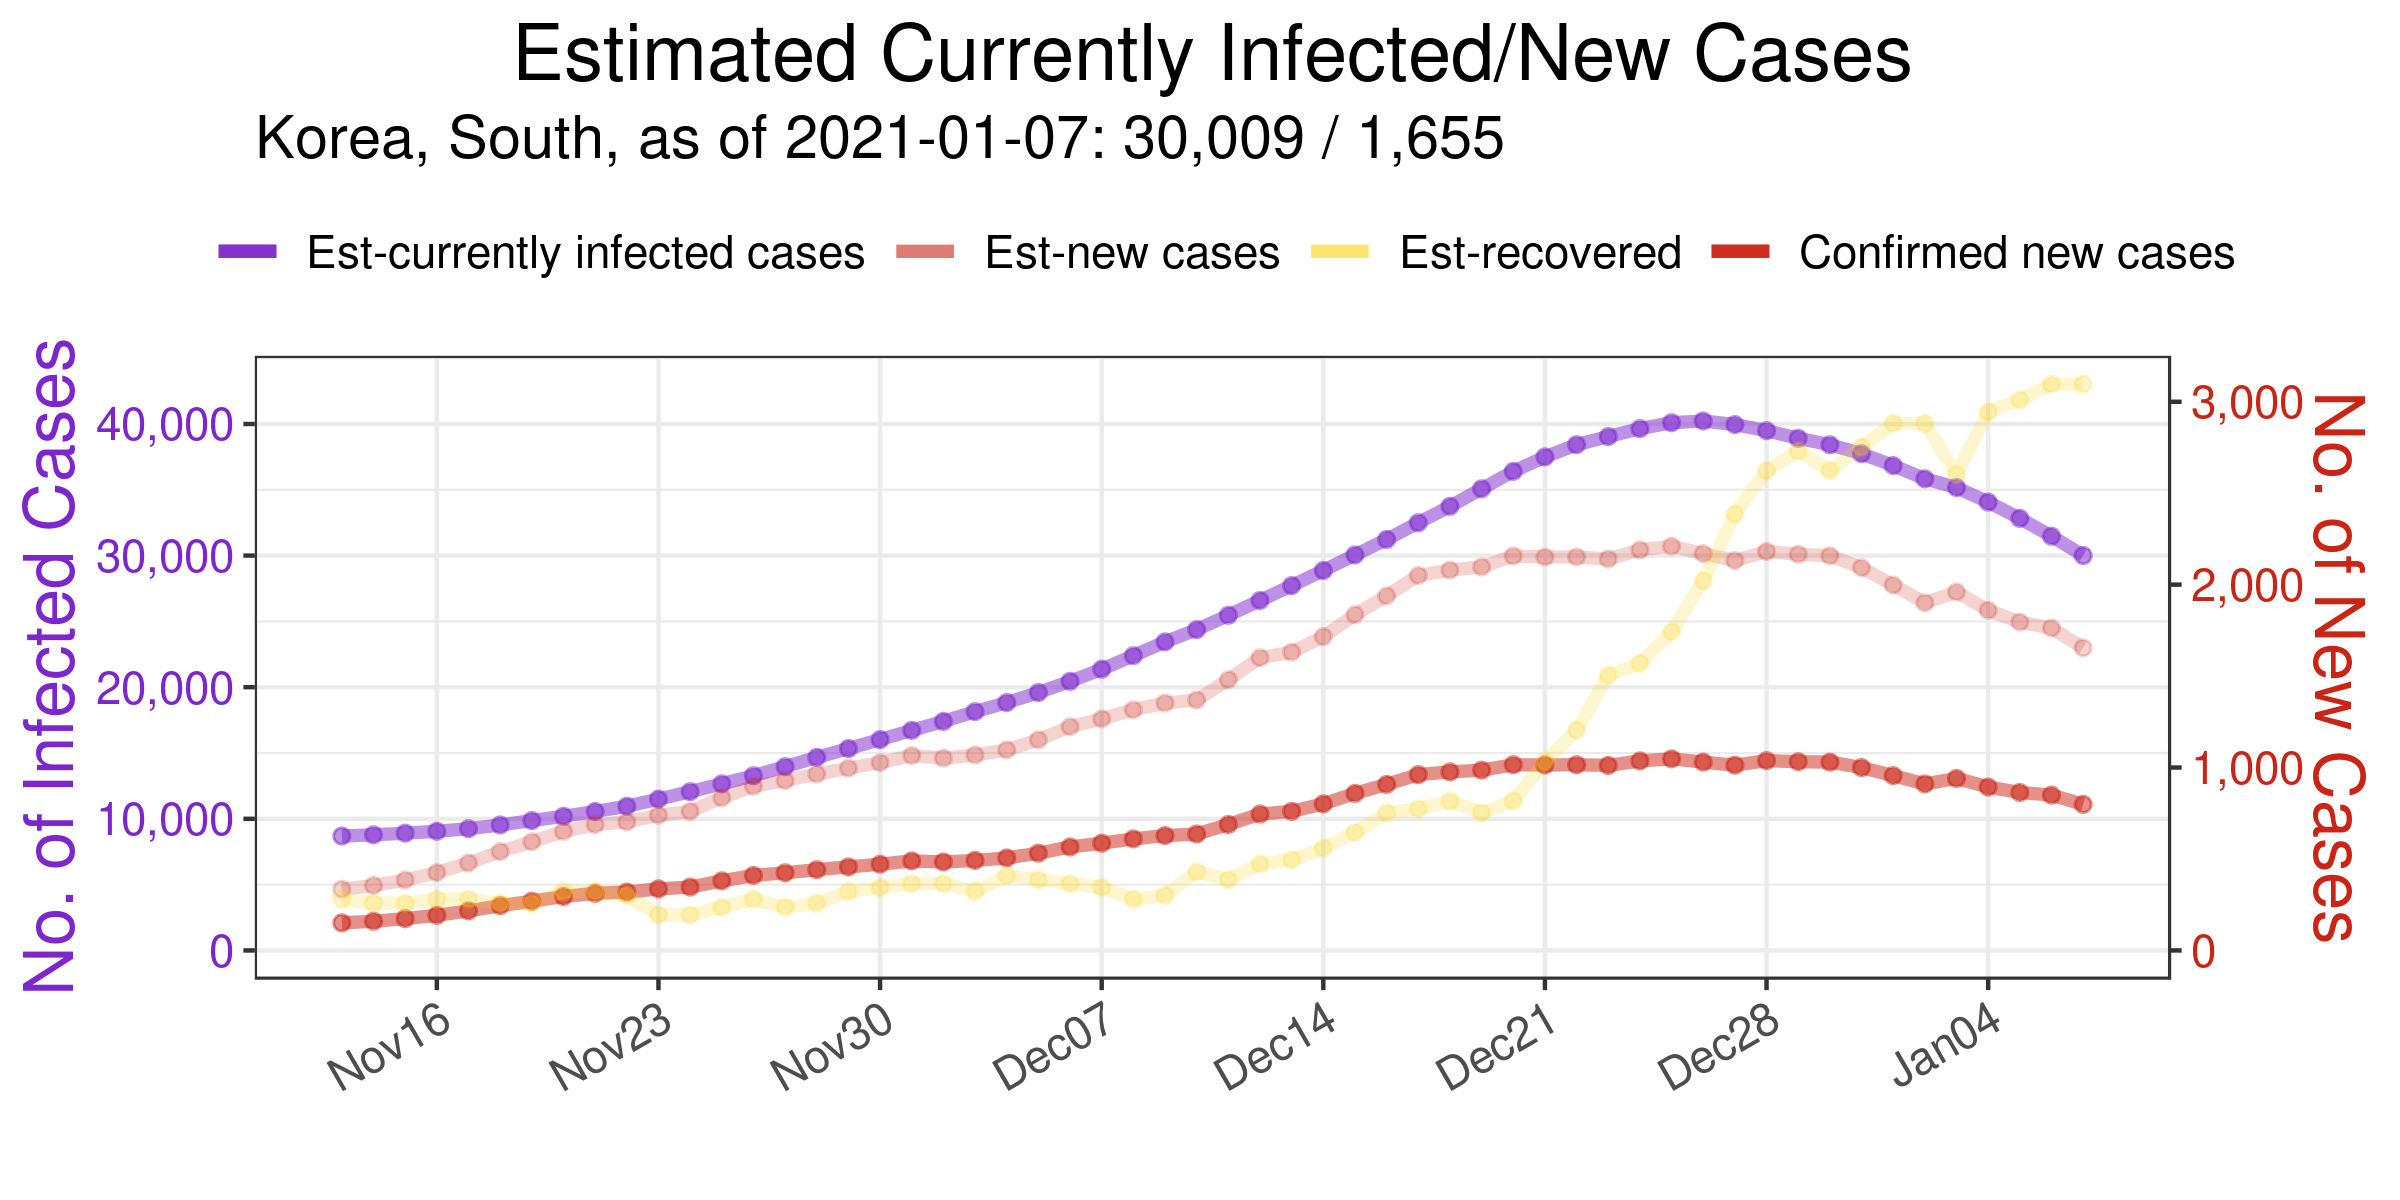 Estimated Currently Infected/New Cases
Korea, South, as of 2021-01-07: 30,009 / 1,655
Est-currently infected cases Est-new cases Est-recovered Confirmed new cases
No. of Infected Cases
40,000
30,000
20,000
10,000
0
3,000
2,000
1,000
0
No. of New Cases
Nov16 Nov23 Nov30 Dec07 Dec14 Dec21 Dec28 Jan04